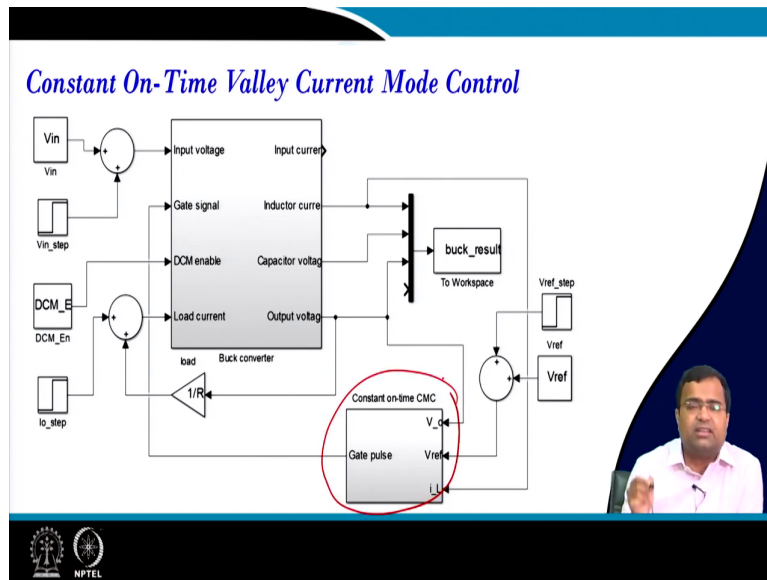 Constant On-Time Valley Current Mode Control
Vin
Vin
Vin_step
DCM_E
DCM_En
Io_step
Input voltage
Gate signal
DCM enable
Load current
Input curren
Inductor curre
Capacitor voltag
Output voltag
Buck converter
load
1/R
buck_result
To Workspace
Vref_step
Vref
Vref
Constant on-time CMC
V_o
Vref
i_L
Gate pulse
NPTEL